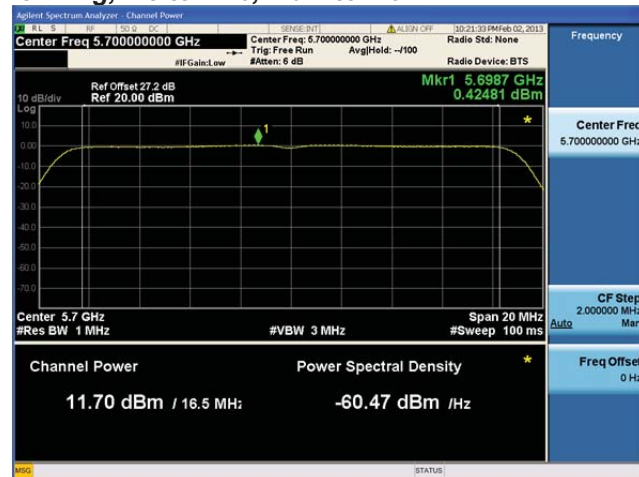 Agilent Spectrum Analyzer - Channel Power
RL S RF 50 Ω DC SENSE:INT ALIGN OFF 10:21:33 PM Feb 02, 2013
Center Freq 5.700000000 GHz
Center Freq: 5.700000000 GHz
Radio Std: None
Trig: Free Run Avg|Hold: --/100
#IFGain:Low #Atten: 6 dB Radio Device: BTS
Frequency
Mkr1 5.6987 GHz
0.42481 dBm
Ref Offset 27.2 dB
10 dB/div Ref 20.00 dBm
Log
10.0
0.00
-10.0
-20.0
-30.0
-40.0
-50.0
-60.0
-70.0
1
*
Center Freq
5.700000000 GHz
Center 5.7 GHz Span 20 MHz
#Res BW 1 MHz #VBW 3 MHz #Sweep 100 ms
CF Step
2.000000 MHz
Auto Man
Channel Power Power Spectral Density *
11.70 dBm / 16.5 MHz -60.47 dBm /Hz
Freq Offset
0 Hz
MSG STATUS